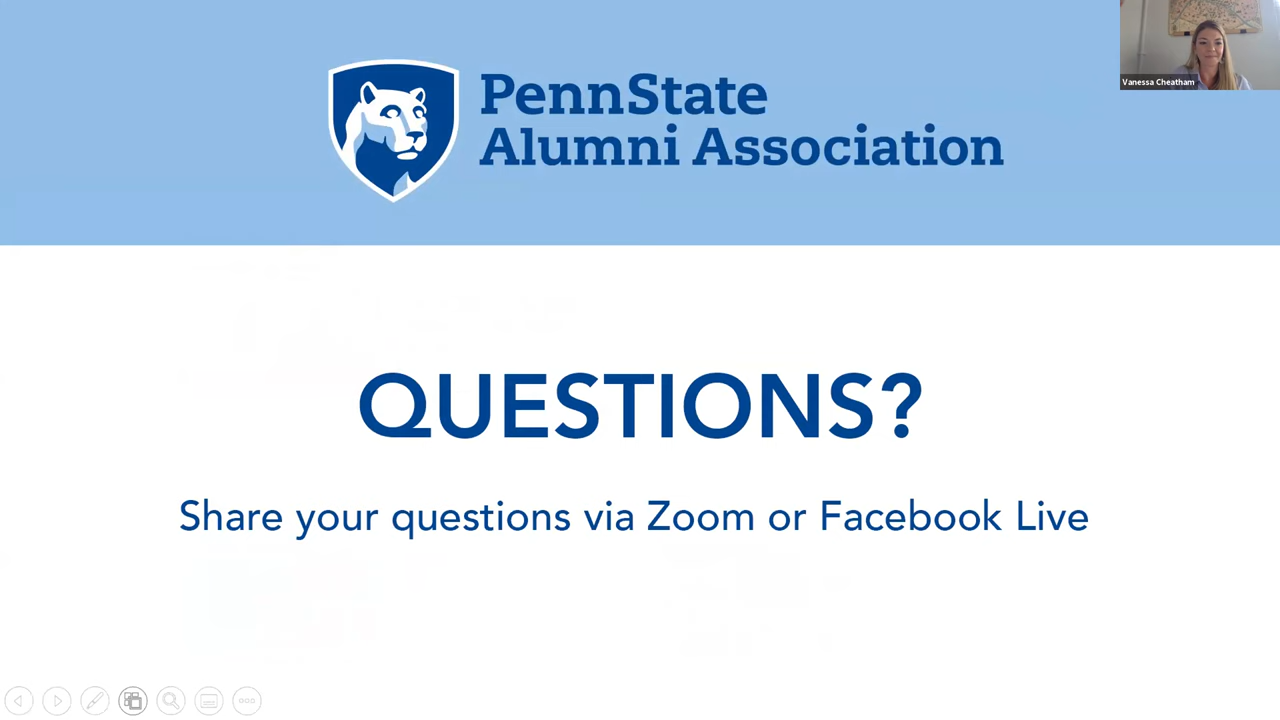 PennState
Alumni Association
Vanessa Cheatham
QUESTIONS?
Share your questions via Zoom or Facebook Live